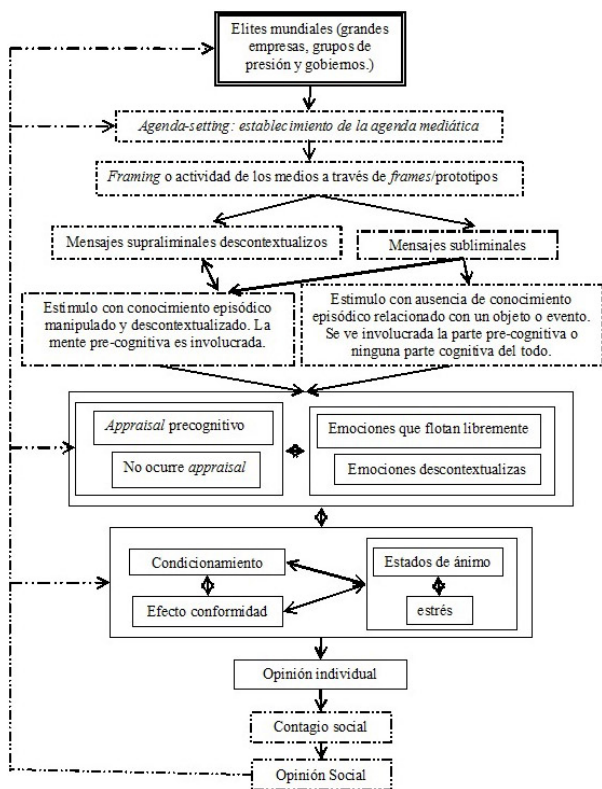 Elites mundiales (grandes
empresas, grupos de
presión y gobiernos.)
Agenda-setting: establecimiento de la agenda mediática
Framing o actividad de los medios a través de frames/prototipos
Mensajes supraliminales descontextualizos
Mensajes subliminales
Estimulo con conocimiento episódico
manipulado y descontextualizado. La
mente pre-cognitiva es involucrada.
Estimulo con ausencia de conocimiento
episódico relacionado con un objeto o evento.
Se ve involucrada la parte pre-cognitiva o
ninguna parte cognitiva del todo.
Appraisal precognitivo
No ocurre appraisal
Emociones que flotan libremente
Emociones descontextualizas
Condicionamiento
Efecto conformidad
Estados de ánimo
estrés
Opinión individual
Contagio social
Opinión Social